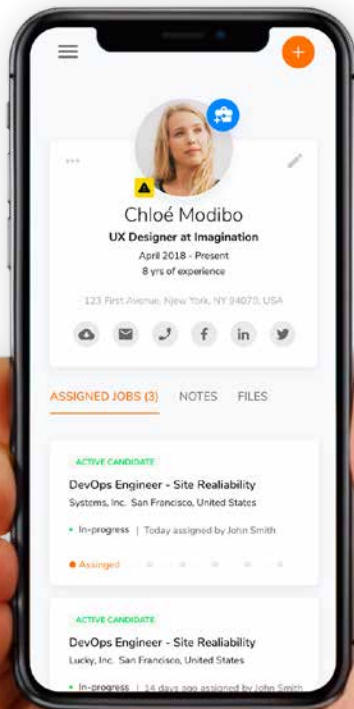 Chloé Modibo
UX Designer at Imagination
April 2018 - Present
8 yrs of experience
123 First Avenue, New York, NY 94070, USA
ASSIGNED JOBS (3) NOTES FILES
ACTIVE CANDIDATE
DevOps Engineer - Site Realiability
Systems, Inc. San Francisco, United States
In-progress | Today assigned by John Smith
Assinged
ACTIVE CANDIDATE
DevOps Engineer - Site Realiability
Lucky, Inc. San Francisco, United States
In-progress | 14 days ago assigned by John Smith